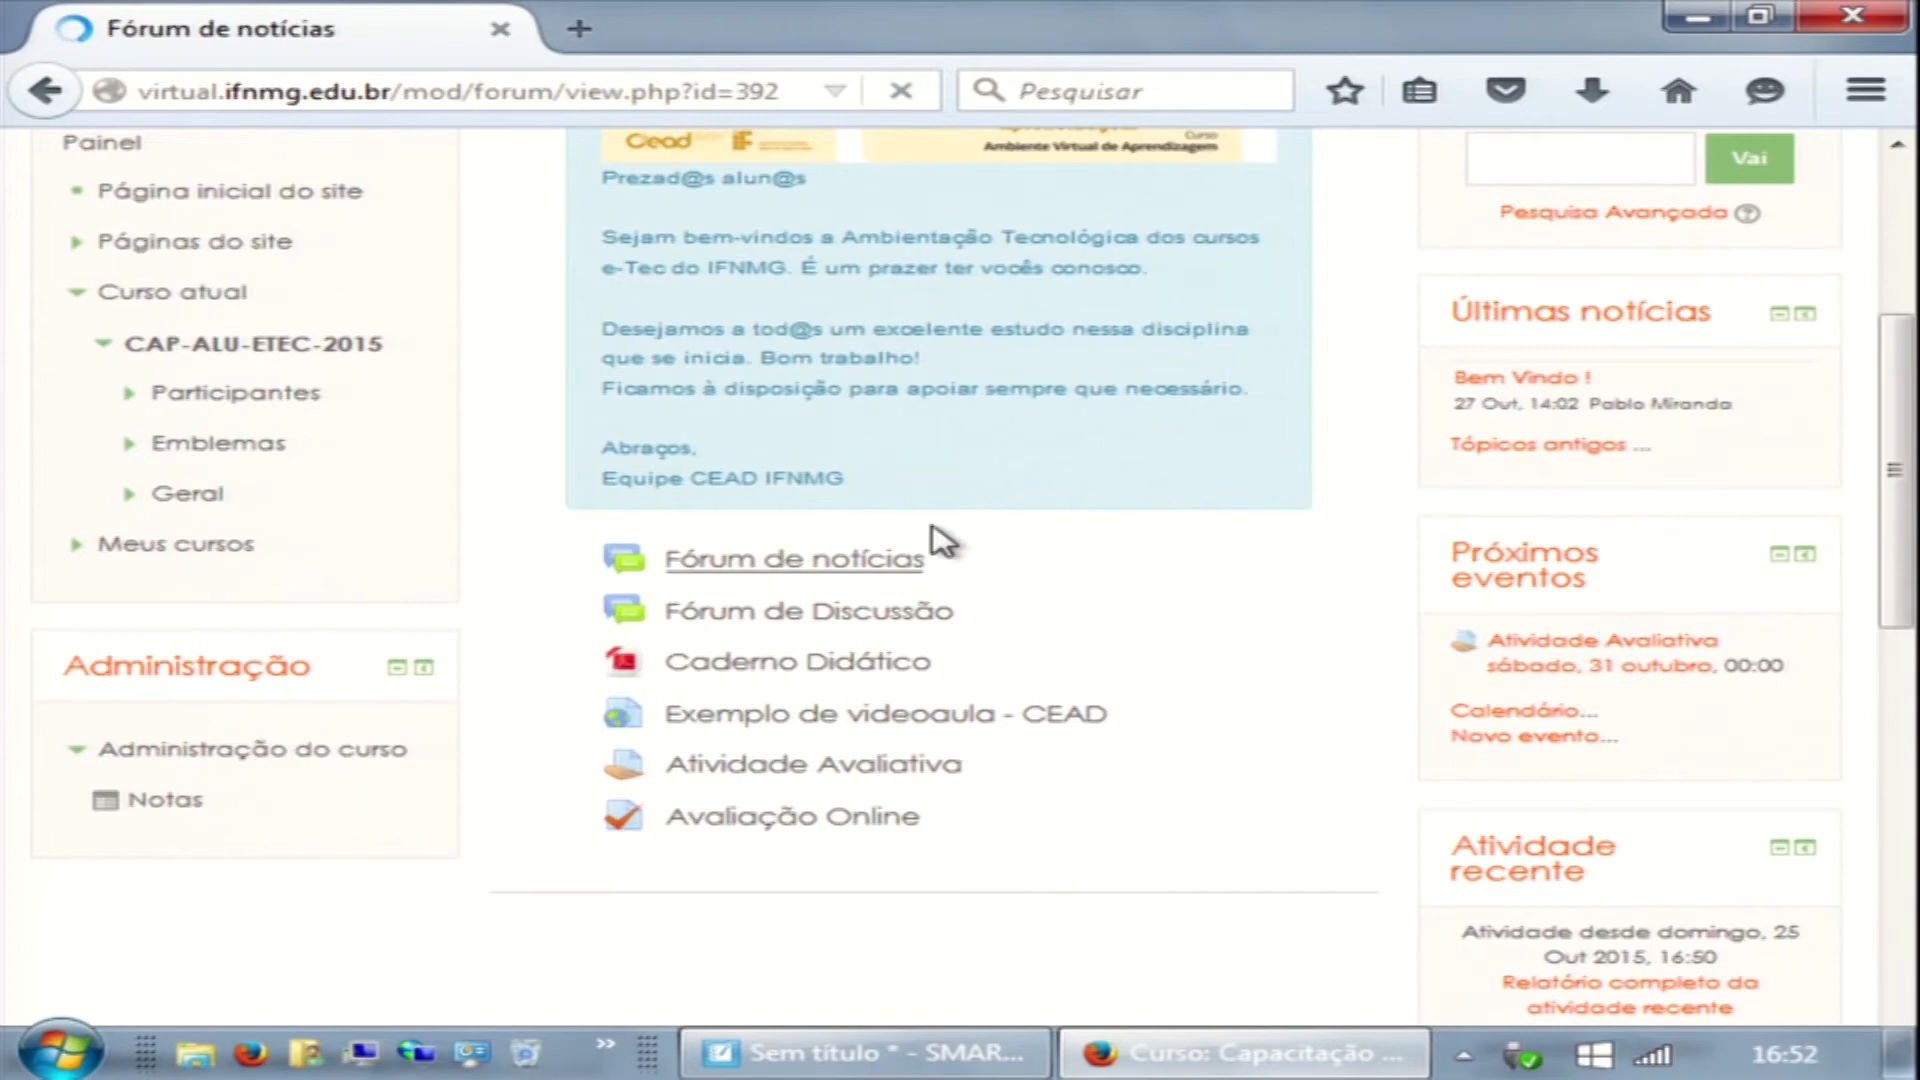 Fórum de notícias
virtual.ifnmg.edu.br/mod/forum/view.php?id=392
Pesquisar
Painel
Página inicial do site
Páginas do site
Curso atual
CAP-ALU-ETEC-2015
Participantes
Emblemas
Geral
Meus cursos
Administração
Administração do curso
Notas
Cead
Curso
Ambiente Virtual de Aprendizagem
Prezad@s alun@s
Sejam bem-vindos a Ambientação Tecnológica dos cursos
e-Tec do IFNMG. É um prazer ter vocês conosco.
Desejamos a tod@s um excelente estudo nessa disciplina
que se inicia. Bom trabalho!
Ficamos à disposição para apoiar sempre que necessário.
Abraços,
Equipe CEAD IFNMG
Fórum de notícias
Fórum de Discussão
Caderno Didático
Exemplo de videoaula - CEAD
Atividade Avaliativa
Avaliação Online
Vai
Pesquisa Avançada
Últimas notícias
Bem Vindo !
27 Out, 14:02 Pablo Miranda
Tópicos antigos ...
Próximos
eventos
Atividade Avaliativa
sábado, 31 outubro, 00:00
Calendário...
Novo evento...
Atividade
recente
Atividade desde domingo, 25
Out 2015, 16:50
Relatório completo da
atividade recente
Sem título * - SMAR...
Curso: Capacitação ...
16:52